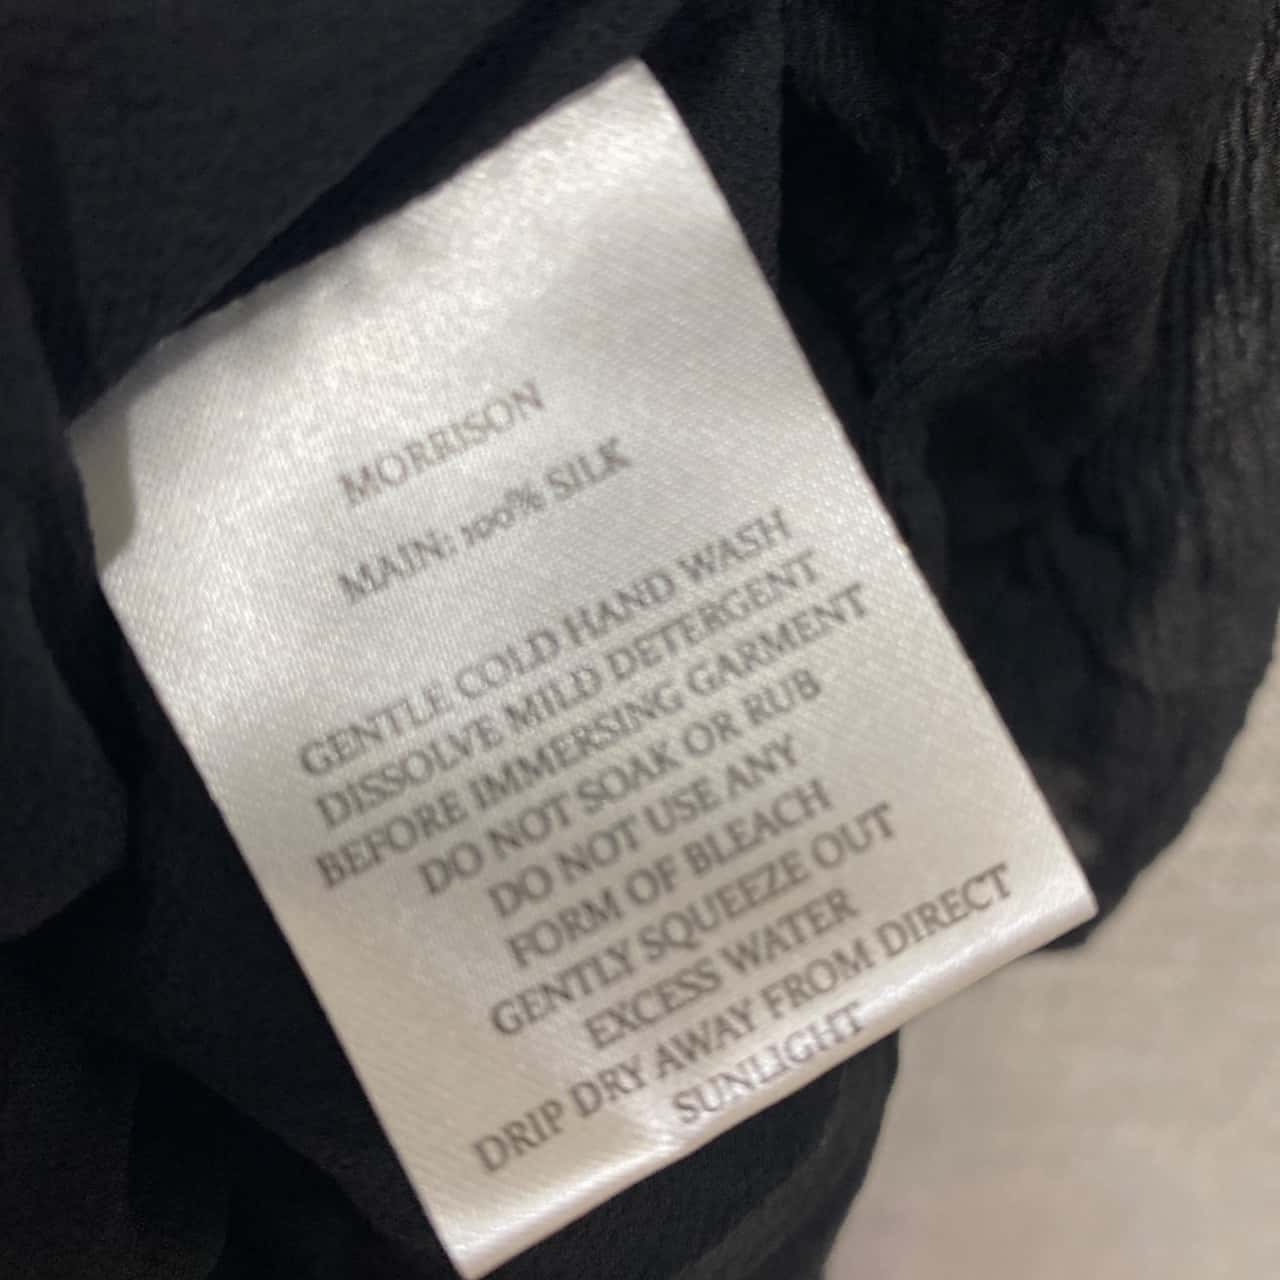 MORRISON
MAIN: 100% SILK
GENTLE COLD HAND WASH
DISSOLVE MILD DETERGENT
BEFORE IMMERSING GARMENT
DO NOT SOAK OR RUB
DO NOT USE ANY
FORM OF BLEACH
GENTLY SQUEEZE OUT
EXCESS WATER
DRIP DRY AWAY FROM DIRECT
SUNLIGHT